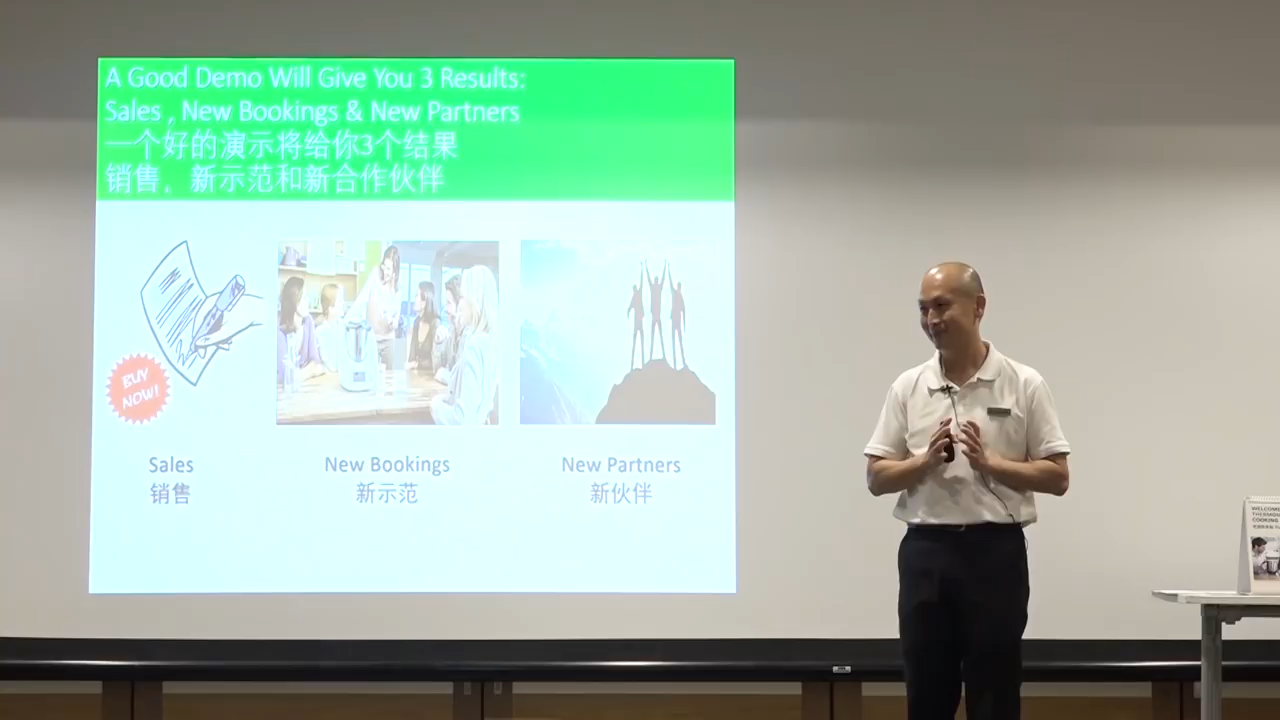 A Good Demo Will Give You 3 Results:
Sales , New Bookings & New Partners
一个好的演示将给你3个结果
销售，新示范和新合作伙伴
BUY
NOW!
Sales
销售
New Bookings
新示范
New Partners
新伙伴
WELCOME
COOKING